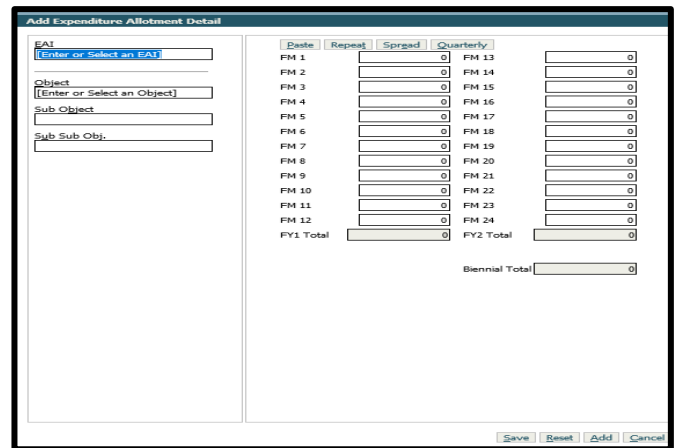 Add Expenditure Allotment Detail
EAI
[Enter or Select an EAI]
Object
[Enter or Select an Object]
Sub Object
Sub Sub Obj.
Paste Repeat Spread Quarterly
FM 1 0 FM 13 0
FM 2 0 FM 14 0
FM 3 0 FM 15 0
FM 4 0 FM 16 0
FM 5 0 FM 17 0
FM 6 0 FM 18 0
FM 7 0 FM 19 0
FM 8 0 FM 20 0
FM 9 0 FM 21 0
FM 10 0 FM 22 0
FM 11 0 FM 23 0
FM 12 0 FM 24 0
FY1 Total 0 FY2 Total 0
Biennial Total 0
Save Reset Add Cancel